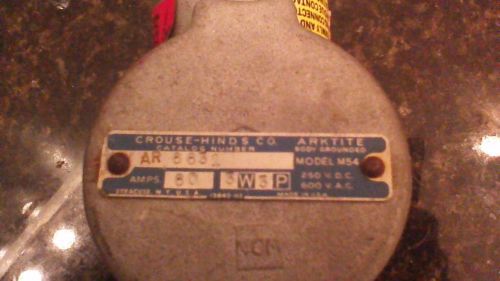 CROUSE-HINDS CO. ARKTITE
CATALOG NUMBER BODY GROUNDED
AR 6631 MODEL M54
AMPS 60 3W3P 250 V.D.C.
600 V.A.C.
SYRACUSE N.Y. U.S.A. MADE IN U.S.A.